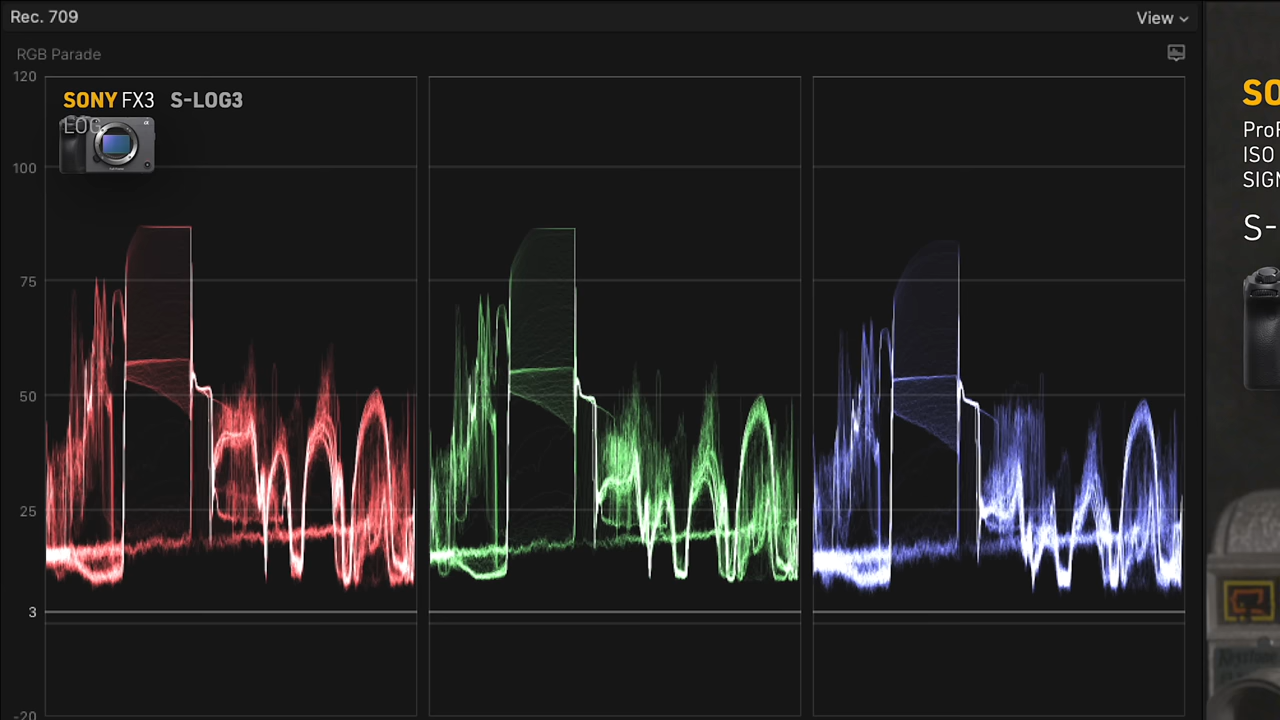 Rec. 709
View
RGB Parade
120
SONY FX3 S-LOG3
LOG
100
75
50
25
3
-20
SO
ProR
ISO
SIGN
S-